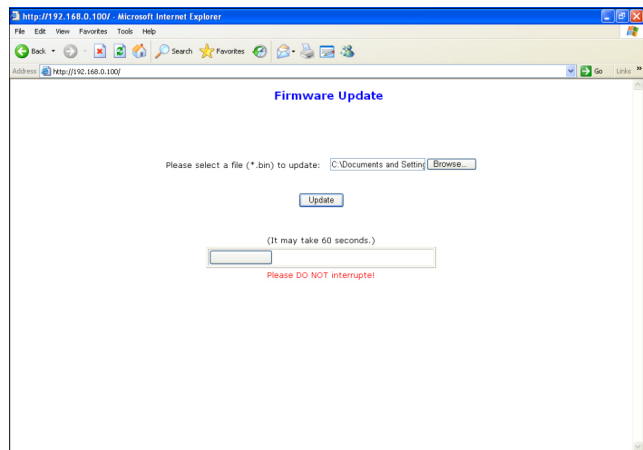 http://192.168.0.100/ - Microsoft Internet Explorer
File Edit View Favorites Tools Help
Back Search Favorites
Address http://192.168.0.100/ Go Links »
Firmware Update
Please select a file (*.bin) to update: C:\Documents and Setting Browse...
Update
(It may take 60 seconds.)
Please DO NOT interrupte!